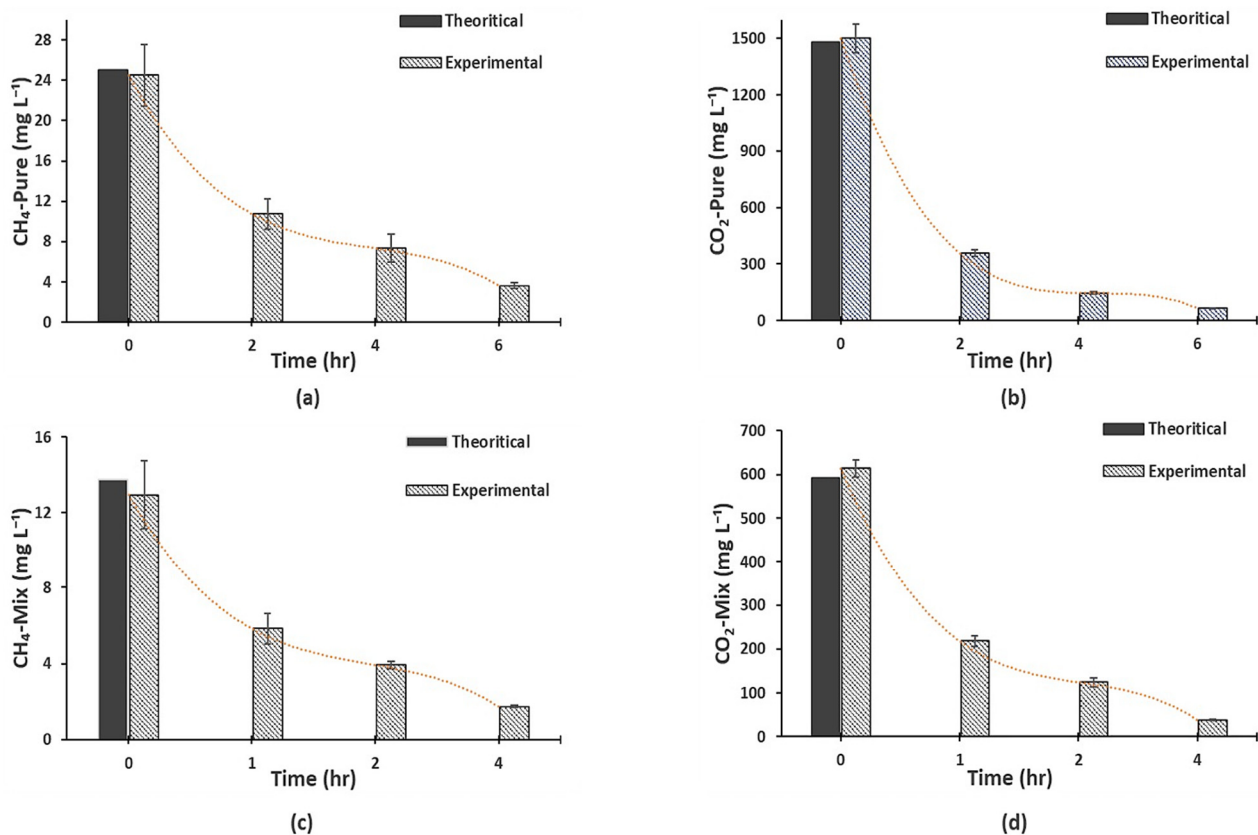 Theoritical
Experimental
CH₄-Pure (mg L⁻¹)
28
24
20
16
12
8
4
0
0 2 4 6
Time (hr)
(a)
Theoritical
Experimental
CO₂-Pure (mg L⁻¹)
1500
1200
900
600
300
0
0 2 4 6
Time (hr)
(b)
Theoritical
Experimental
CH₄-Mix (mg L⁻¹)
16
12
8
4
0
0 1 2 4
Time (hr)
(c)
Theoritical
Experimental
CO₂-Mix (mg L⁻¹)
700
600
500
400
300
200
100
0
0 1 2 4
Time (hr)
(d)